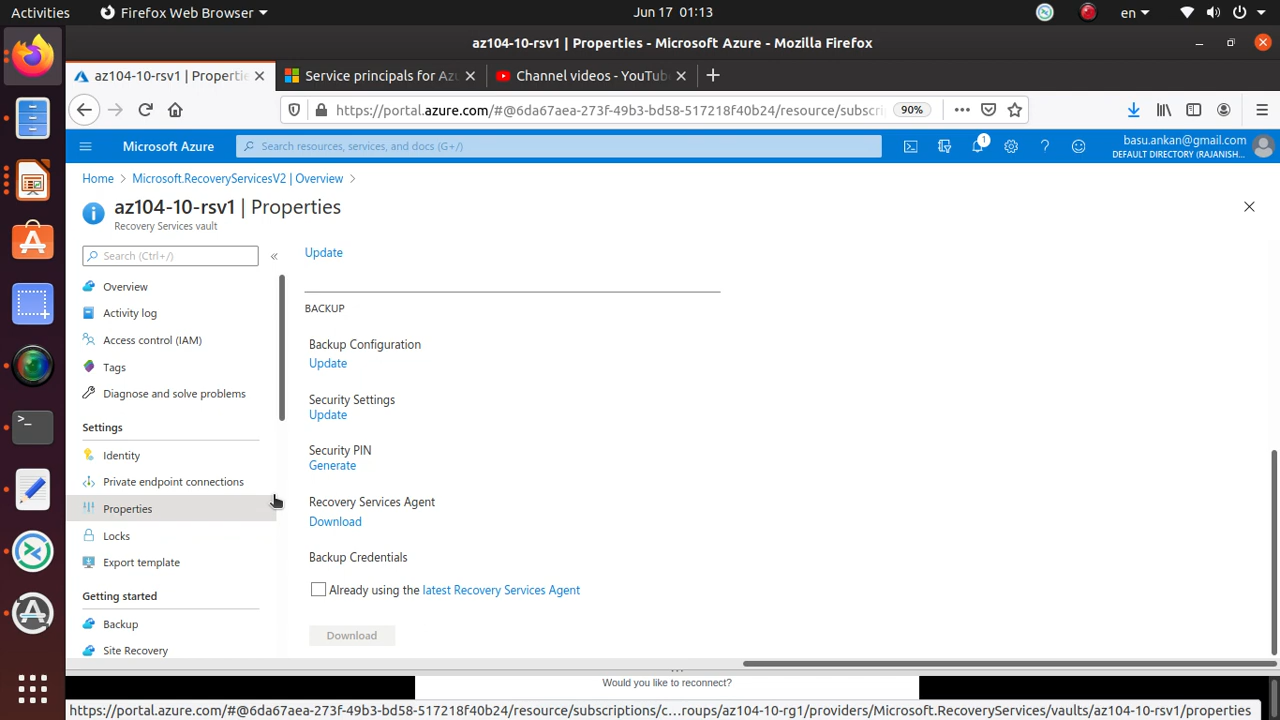 Activities
Firefox Web Browser
Jun 17 01:13
en
az104-10-rsv1 | Properties - Microsoft Azure - Mozilla Firefox
az104-10-rsv1 | Properti
Service principals for Az
Channel videos - YouTub
https://portal.azure.com/#@6da67aea-273f-49b3-bd58-517218f40b24/resource/subscri
90%
Microsoft Azure
Search resources, services, and docs (G+/)
1
basu.ankan@gmail.com
DEFAULT DIRECTORY (RAJANISH...
Home > Microsoft.RecoveryServicesV2 | Overview >
az104-10-rsv1 | Properties
Recovery Services vault
Search (Ctrl+/)
«
Overview
Activity log
Access control (IAM)
Tags
Diagnose and solve problems
Settings
Identity
Private endpoint connections
Properties
Locks
Export template
Getting started
Backup
Site Recovery
Update
BACKUP
Backup Configuration
Update
Security Settings
Update
Security PIN
Generate
Recovery Services Agent
Download
Backup Credentials
Already using the latest Recovery Services Agent
Download
Would you like to reconnect?
https://portal.azure.com/#@6da67aea-273f-49b3-bd58-517218f40b24/resource/subscriptions/c...roups/az104-10-rg1/providers/Microsoft.RecoveryServices/vaults/az104-10-rsv1/properties